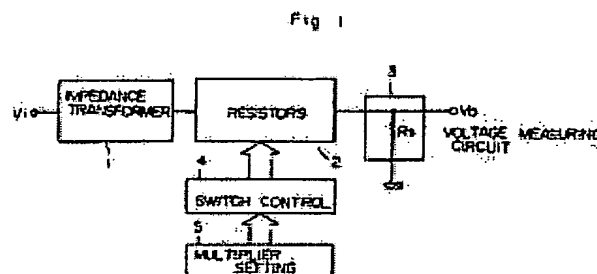 Fig 1
3
Vi
IMPEDANCE
TRANSFORMER
RESISTORS
Vo
Rs
VOLTAGE MEASURING
CIRCUIT
1
4
2
SWITCH CONTROL
5
MULTIPLIER
SETTING